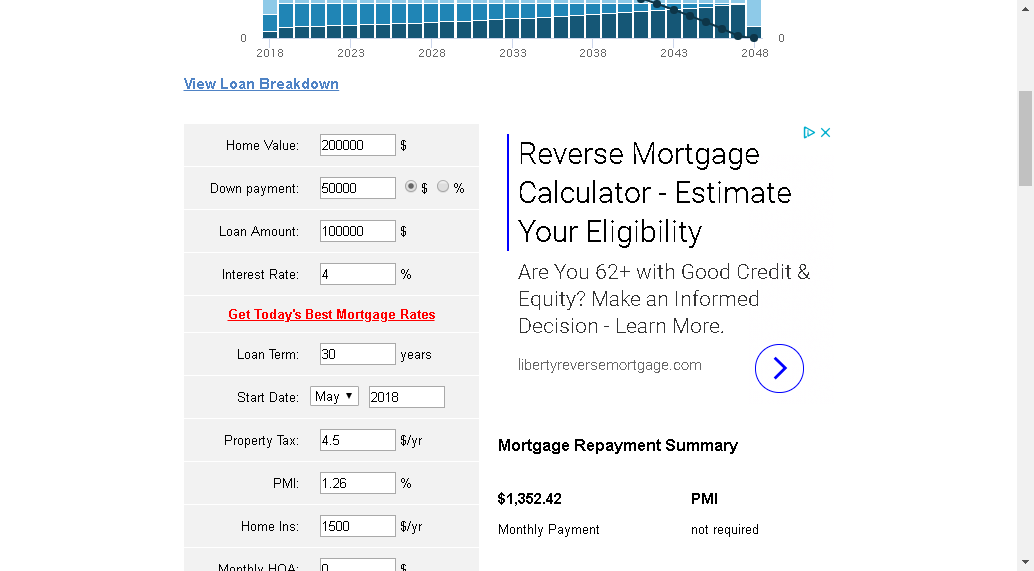 0 0
2018 2023 2028 2033 2038 2043 2048
View Loan Breakdown
Home Value: 200000 $
Down payment: 50000 $ %
Loan Amount: 100000 $
Interest Rate: 4 %
Get Today's Best Mortgage Rates
Loan Term: 30 years
Start Date: May 2018
Property Tax: 4.5 $/yr
PMI: 1.26 %
Home Ins: 1500 $/yr
Monthly HOA: 0 $
Reverse Mortgage
Calculator - Estimate
Your Eligibility
Are You 62+ with Good Credit &
Equity? Make an Informed
Decision - Learn More.
libertyreversemortgage.com
Mortgage Repayment Summary
$1,352.42 PMI
Monthly Payment not required